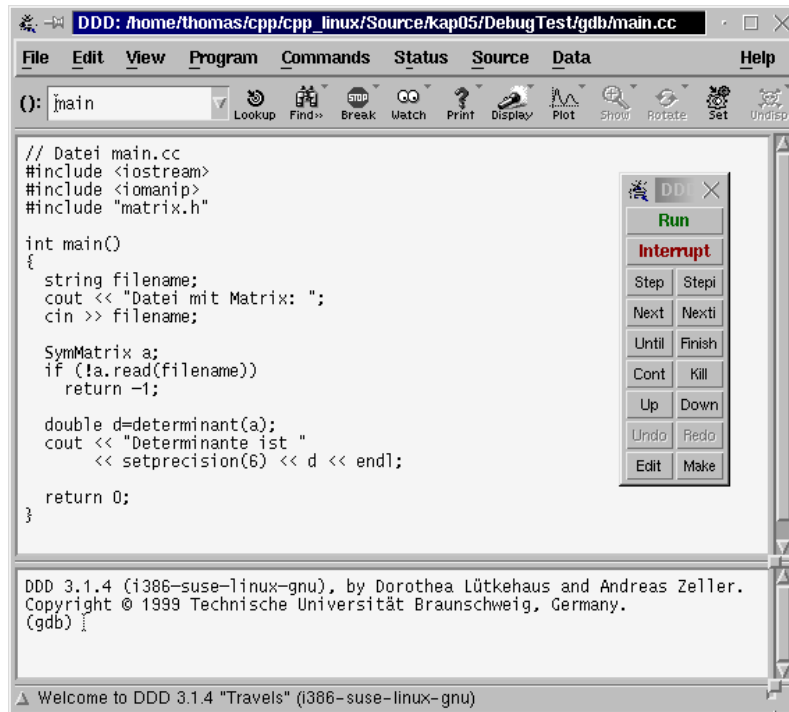 DDD: /home/thomas/cpp/cpp_linux/Source/kap05/DebugTest/gdb/main.cc
File Edit View Program Commands Status Source Data Help
(): main
Lookup Find» Break Watch Print Display Plot Show Rotate Set Undisp
// Datei main.cc
#include <iostream>
#include <iomanip>
#include "matrix.h"
int main()
{
string filename;
cout << "Datei mit Matrix: ";
cin >> filename;
SymMatrix a;
if (!a.read(filename))
return -1;
double d=determinant(a);
cout << "Determinante ist "
<< setprecision(6) << d << endl;
return 0;
}
DDD
Run
Interrupt
Step Stepi
Next Nexti
Until Finish
Cont Kill
Up Down
Undo Redo
Edit Make
DDD 3.1.4 (i386-suse-linux-gnu), by Dorothea Lütkehaus and Andreas Zeller.
Copyright © 1999 Technische Universität Braunschweig, Germany.
(gdb)
Welcome to DDD 3.1.4 "Travels" (i386-suse-linux-gnu)